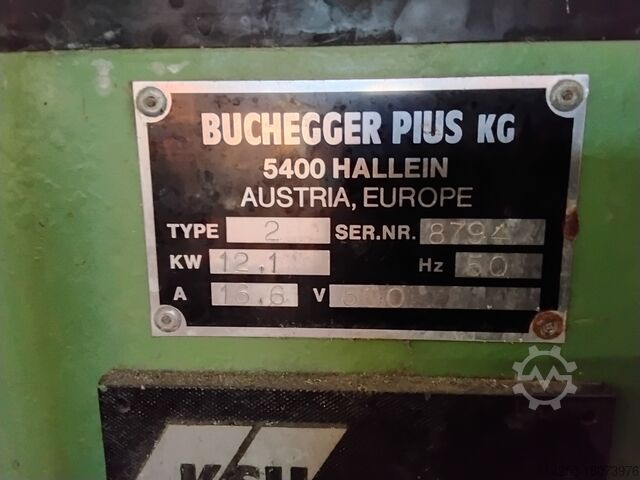 BUCHEGGER PIUS KG
5400 HALLEIN
AUSTRIA, EUROPE
TYPE 2 SER.NR. 8794
KW 12,1 Hz 50
A 16,6 V